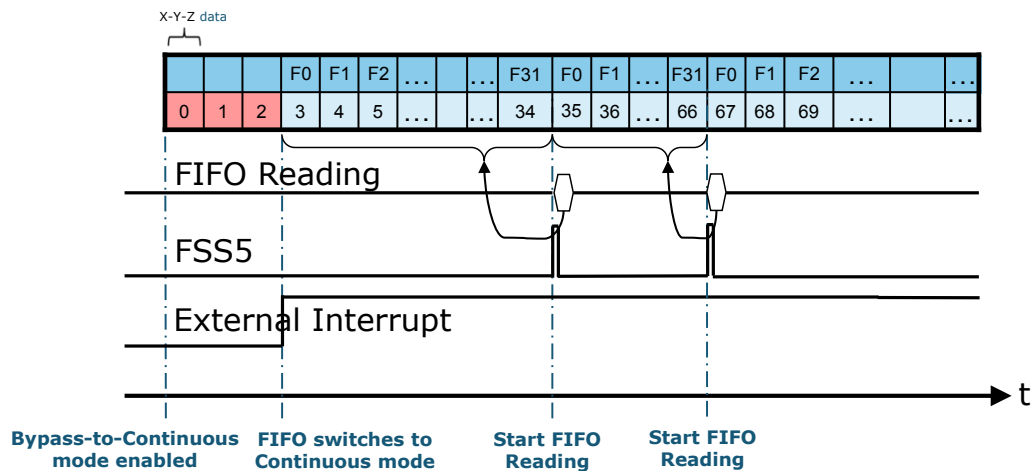 X-Y-Z data
F0 F1 F2 ... ... F31 F0 F1 ... F31 F0 F1 F2 ... ...
0 1 2 3 4 5 ... ... 34 35 36 ... 66 67 68 69 ... ...
FIFO Reading
FSS5
External Interrupt
t
Bypass-to-Continuous
mode enabled
FIFO switches to
Continuous mode
Start FIFO
Reading
Start FIFO
Reading